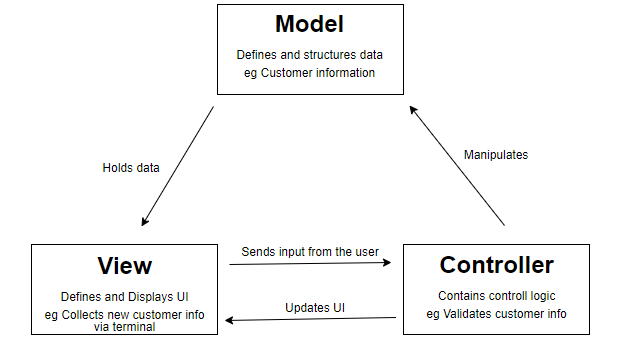 Model
Defines and structures data
eg Customer information
Holds data
Manipulates
View
Defines and Displays UI
eg Collects new customer info
via terminal
Sends input from the user
Updates UI
Controller
Contains controll logic
eg Validates customer info